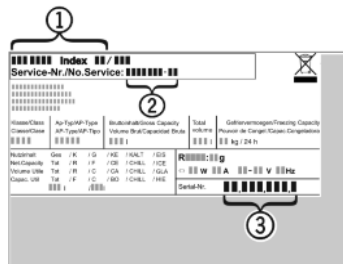 1
Index /
Service-Nr./No.Service: -
2
Klasse/Class Ap-Typ/AP-Type Bruttoinhalt/Gross Capacity Total Gefriervermoegen/Freezing Capacity
Classe/Clase AP-Type/AP-Tipo Volume Brut/Capacidad Bruta volume Pouvoir de Congel./Capac.Congeladora
l kg / 24 h
Nutzinhalt Ges / K / G / KE / KALT / EIS
Net Capacity Tot / R / F / CE / CHILL / ICE
Volume Utile Tot / R / C / CA / CHILL / GLA
Capac. Util Tot / F / C / BO / CHILL / HIE
R : g
W A - V Hz
Serial-Nr.
3